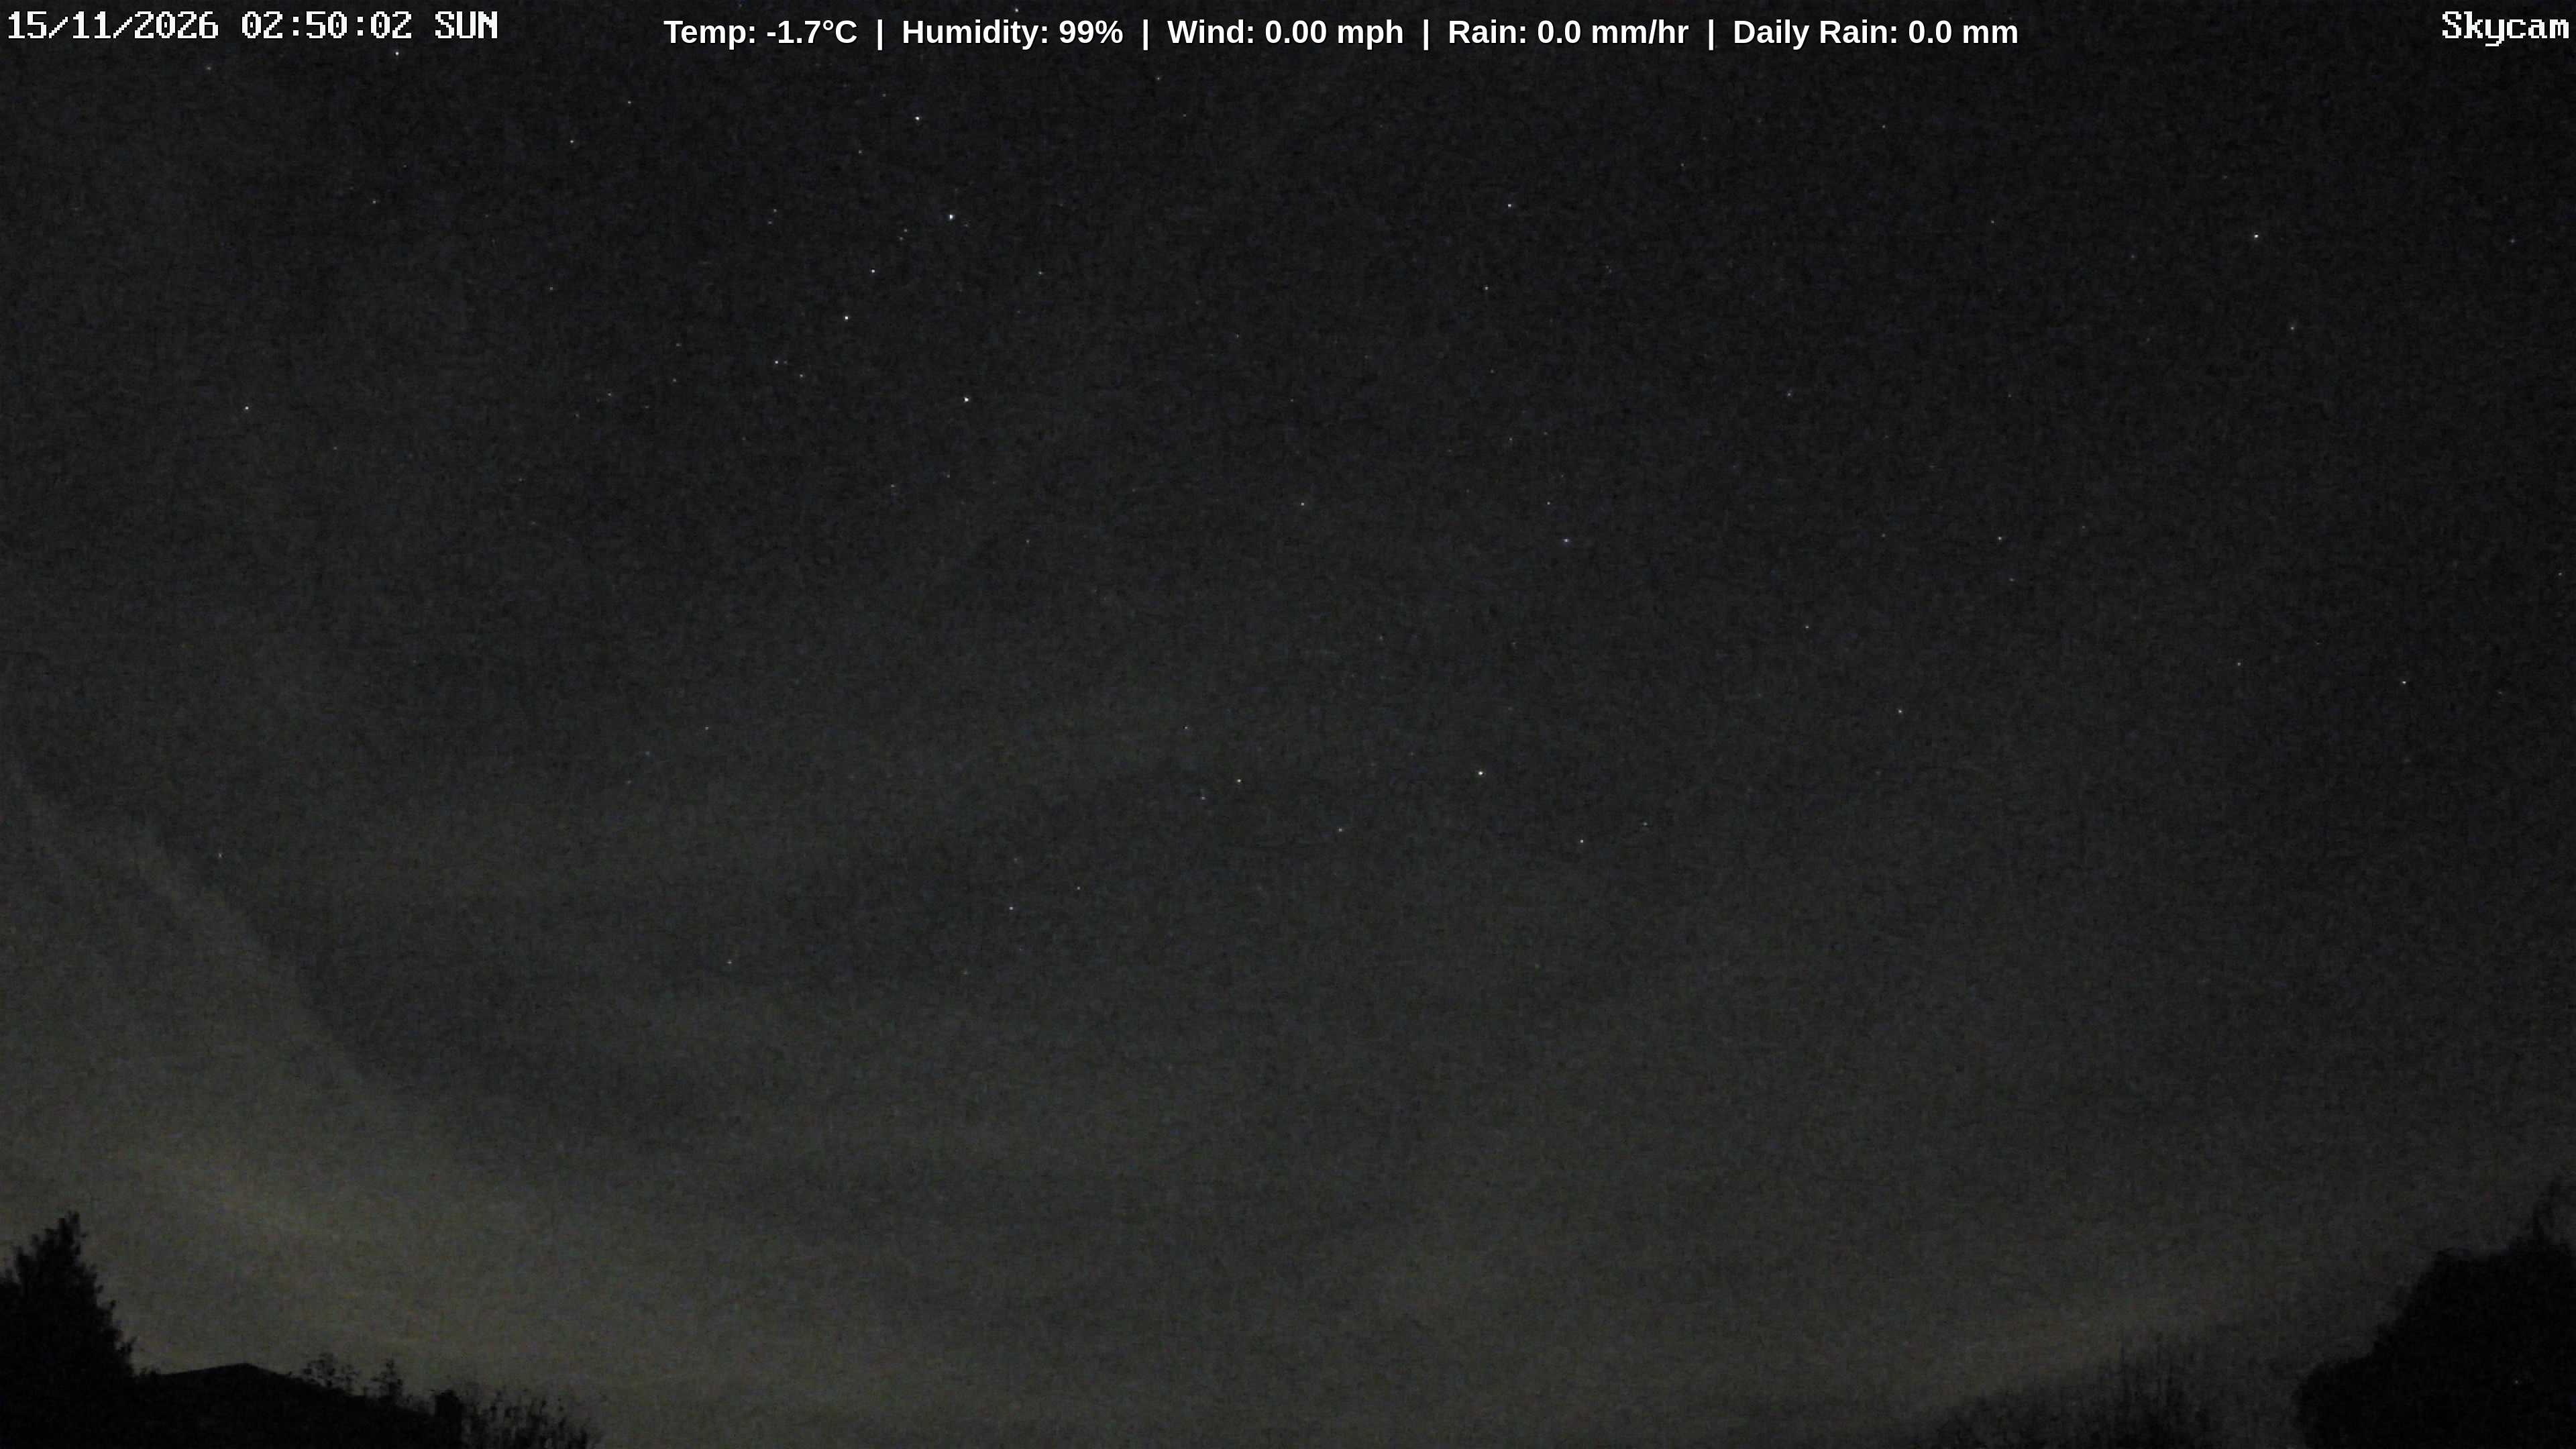 15/11/2026 02:50:02 SUN
Temp: -1.7°C | Humidity: 99% | Wind: 0.00 mph | Rain: 0.0 mm/hr | Daily Rain: 0.0 mm
Skycam